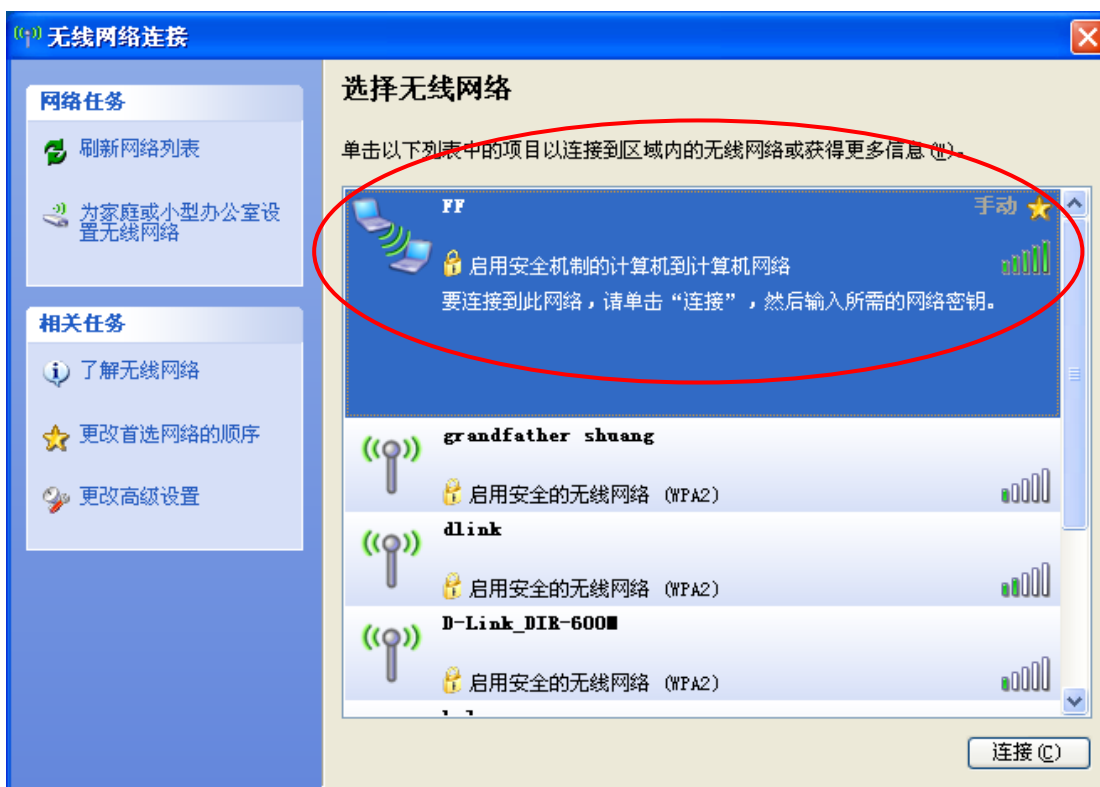 无线网络连接
网络任务
刷新网络列表
为家庭或小型办公室设
置无线网络
相关任务
了解无线网络
更改首选网络的顺序
更改高级设置
选择无线网络
单击以下列表中的项目以连接到区域内的无线网络或获得更多信息(W)。
FF
手动
启用安全机制的计算机到计算机网络
要连接到此网络，请单击“连接”，然后输入所需的网络密钥。
grandfather shuang
启用安全的无线网络 (WPA2)
dlink
启用安全的无线网络 (WPA2)
D-Link_DIR-600M
启用安全的无线网络 (WPA2)
连接(C)